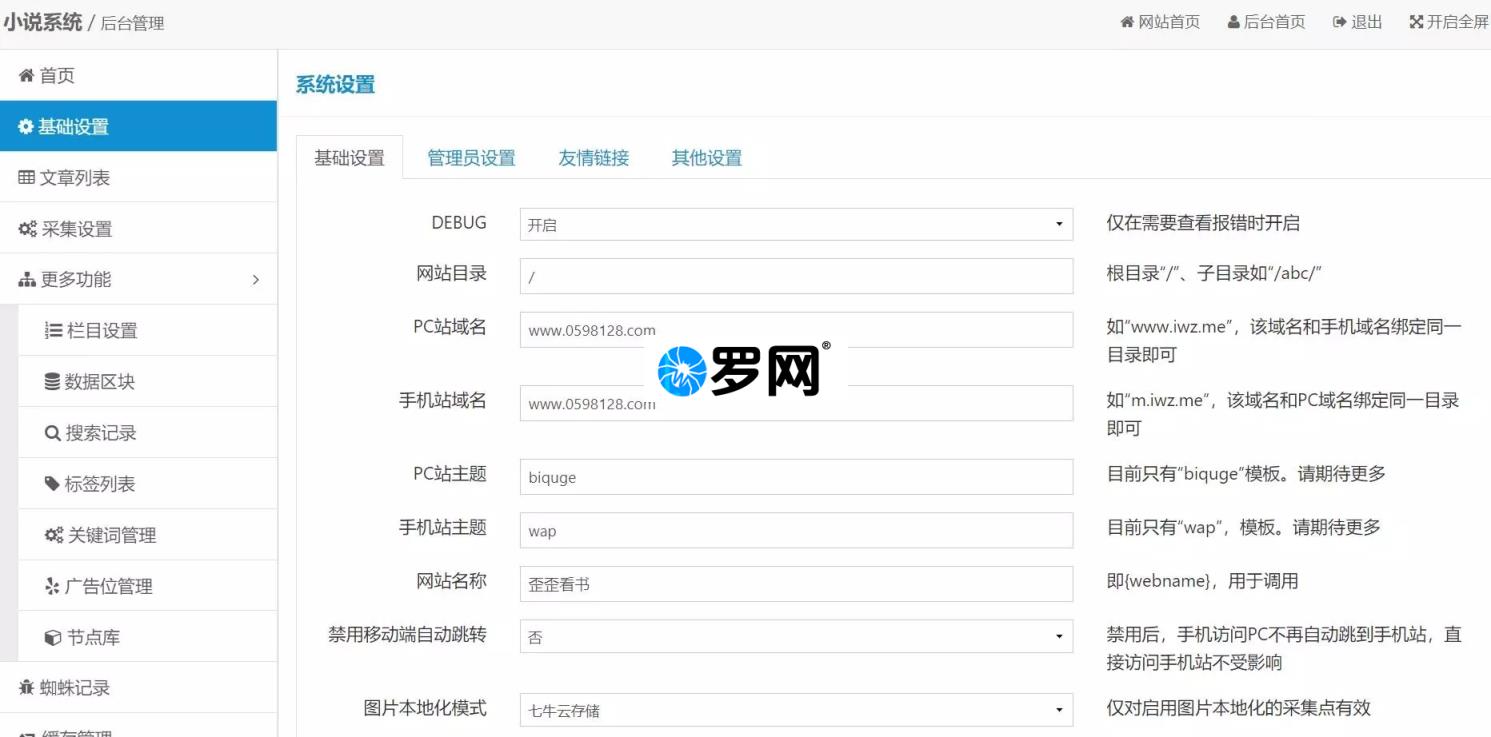 小说系统 / 后台管理
网站首页 后台首页 退出 开启全屏
首页
基础设置
文章列表
采集设置
更多功能
栏目设置
数据区块
搜索记录
标签列表
关键词管理
广告位管理
节点库
蜘蛛记录
缓存管理
系统设置
基础设置 管理员设置 友情链接 其他设置
DEBUG 开启 仅在需要查看报错时开启
网站目录 / 根目录“/”、子目录如“/abc/”
PC站域名 www.0598128.com 如“www.iwz.me”，该域名和手机域名绑定同一
目录即可
罗网®
手机站域名 www.0598128.com 如“m.iwz.me”，该域名和PC域名绑定同一目录
即可
PC站主题 biquge 目前只有“biquge”模板。请期待更多
手机站主题 wap 目前只有“wap”，模板。请期待更多
网站名称 歪歪看书 即{webname}，用于调用
禁用移动端自动跳转 否 禁用后，手机访问PC不再自动跳到手机站，直
接访问手机站不受影响
图片本地化模式 七牛云存储 仅对启用图片本地化的采集点有效